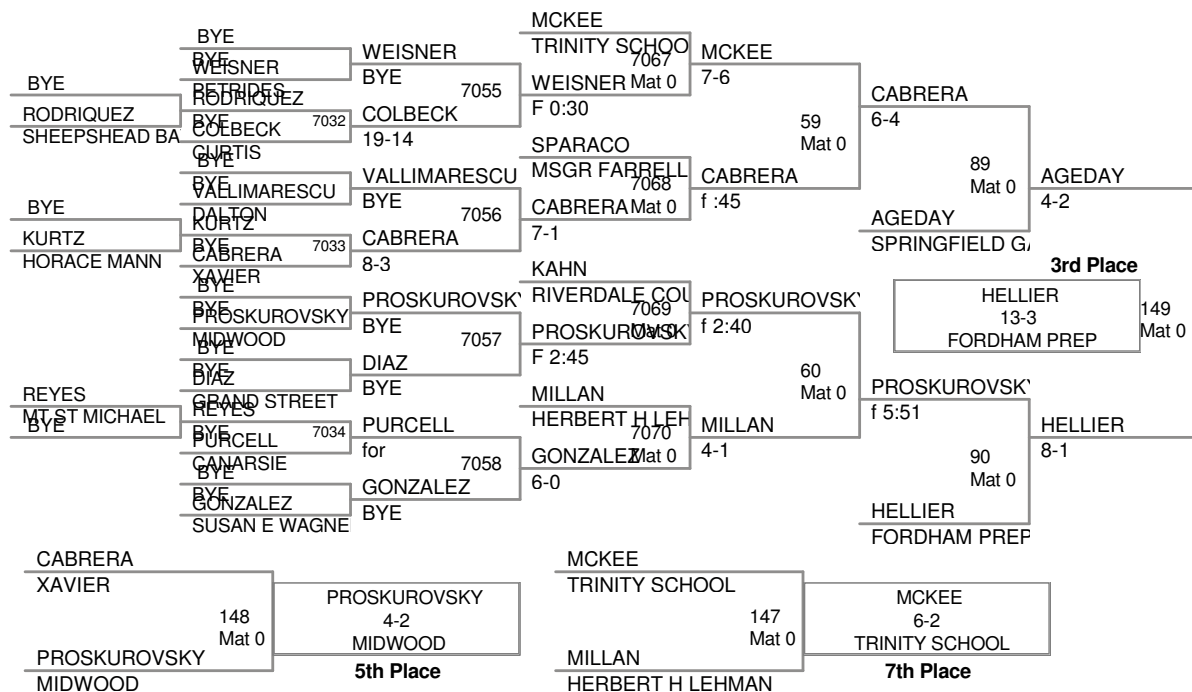 BYE
RODRIQUEZ
SHEEPSHEAD BA
BYE
KURTZ
HORACE MANN
REYES
MT ST MICHAEL
BYE
BYE
BYE
WEISNER
PETRIDES
RODRIQUEZ
BYE
7032
COLBECK
CURTIS
BYE
BYE
VALLIMARESCU
DALTON
KURTZ
BYE
7033
CABRERA
XAVIER
BYE
BYE
PROSKUROVSKY
MIDWOOD
BYE
BYE
DIAZ
GRAND STREET
REYES
BYE
7034
PURCELL
CANARSIE
BYE
BYE
GONZALEZ
SUSAN E WAGNE
WEISNER
BYE
7055
COLBECK
19-14
VALLIMARESCU
BYE
7056
CABRERA
8-3
PROSKUROVSKY
BYE
7057
DIAZ
BYE
PURCELL
for
7058
GONZALEZ
BYE
MCKEE
TRINITY SCHOO
7067
Mat 0
WEISNER
F 0:30
SPARACO
MSGR FARRELL
7068
Mat 0
CABRERA
7-1
KAHN
RIVERDALE COU
7069
Mat 0
PROSKUROVSKY
F 2:45
MILLAN
HERBERT H LEH
7070
Mat 0
GONZALEZ
6-0
MCKEE
7-6
59
Mat 0
CABRERA
f :45
PROSKUROVSKY
f 2:40
60
Mat 0
MILLAN
4-1
CABRERA
6-4
89
Mat 0
AGEDAY
SPRINGFIELD GA
PROSKUROVSKY
f 5:51
90
Mat 0
HELLIER
FORDHAM PREP
AGEDAY
4-2
3rd Place
HELLIER
13-3
FORDHAM PREP
149
Mat 0
HELLIER
8-1
CABRERA
XAVIER
148
Mat 0
PROSKUROVSKY
MIDWOOD
PROSKUROVSKY
4-2
MIDWOOD
5th Place
MCKEE
TRINITY SCHOOL
147
Mat 0
MILLAN
HERBERT H LEHMAN
MCKEE
6-2
TRINITY SCHOOL
7th Place